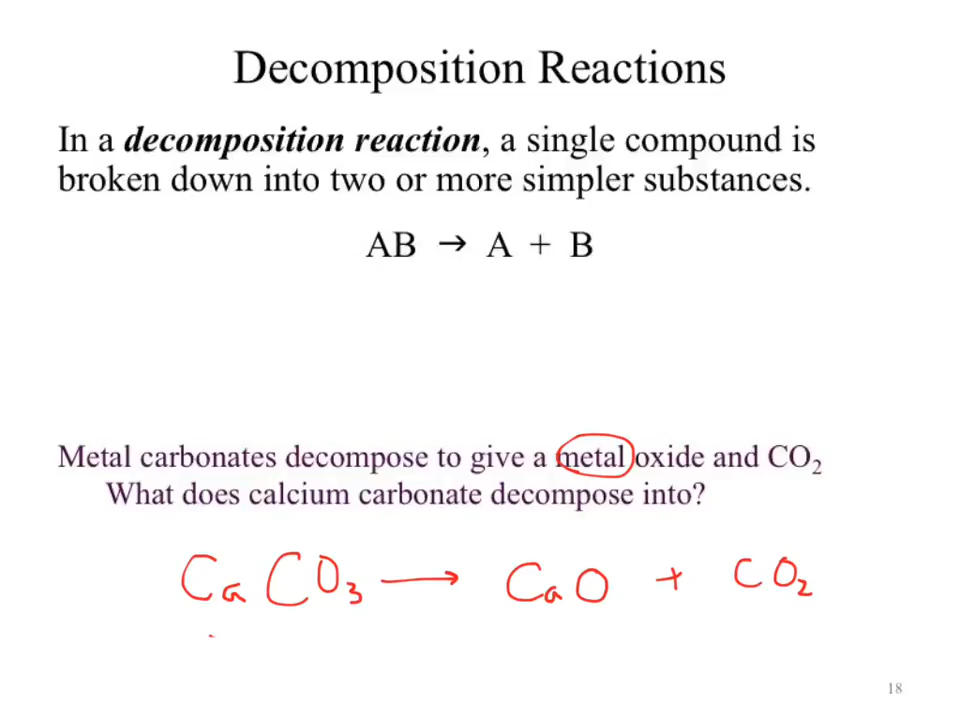 Decomposition Reactions
In a decomposition reaction, a single compound is
broken down into two or more simpler substances.
AB → A + B
Metal carbonates decompose to give a metal oxide and CO₂
What does calcium carbonate decompose into?
CaCO₃ → CaO + CO₂
18